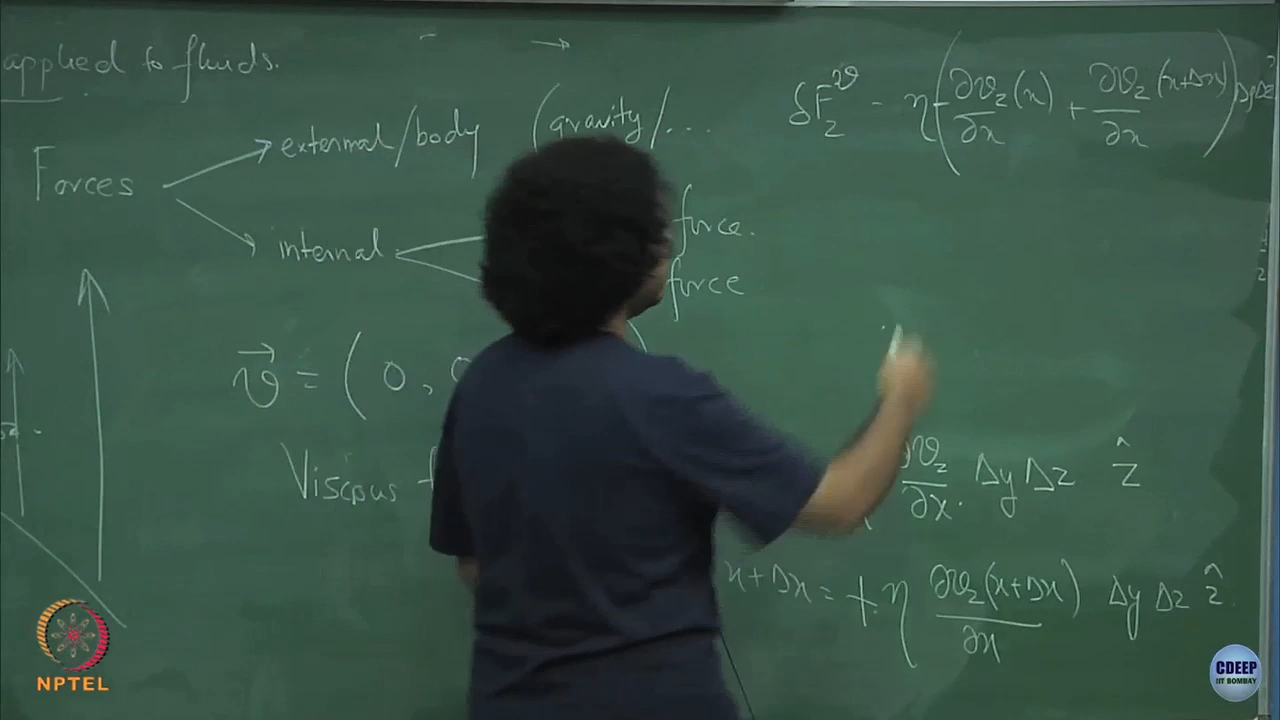 applied to fluids.
Forces
external/body (gravity/...
internal
force.
force
v⃗ = ( 0 ,
Viscous
δF_z^v = η(-∂v_z(x)/∂x + ∂v_z(x+Δx)/∂x) ΔyΔz
∂v_z/∂x. Δy Δz ẑ
x+Δx = + η ∂v_z(x+Δx)/∂x Δy Δz ẑ.
NPTEL
CDEEP
IIT BOMBAY